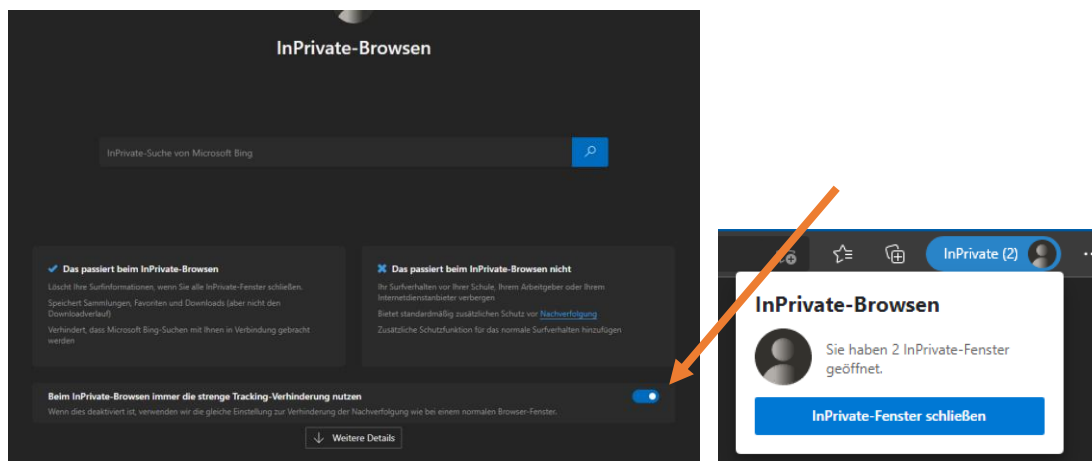 InPrivate-Browsen
InPrivate-Suche von Microsoft Bing
Das passiert beim InPrivate-Browsen
Löscht Ihre Surfinformationen, wenn Sie alle InPrivate-Fenster schließen.
Speichert Sammlungen, Favoriten und Downloads (aber nicht den
Downloadverlauf)
Verhindert, dass Microsoft Bing-Suchen mit Ihnen in Verbindung gebracht
werden
Das passiert beim InPrivate-Browsen nicht
Ihr Surfverhalten vor Ihrer Schule, Ihrem Arbeitgeber oder Ihrem
Internetdienstanbieter verbergen
Bietet standardmäßig zusätzlichen Schutz vor Nachverfolgung
Zusätzliche Schutzfunktion für das normale Surfverhalten hinzufügen
Beim InPrivate-Browsen immer die strenge Tracking-Verhinderung nutzen
Wenn dies deaktiviert ist, verwenden wir die gleiche Einstellung zur Verhinderung der Nachverfolgung wie bei einem normalen Browser-Fenster.
Weitere Details
InPrivate (2)
InPrivate-Browsen
Sie haben 2 InPrivate-Fenster
geöffnet.
InPrivate-Fenster schließen